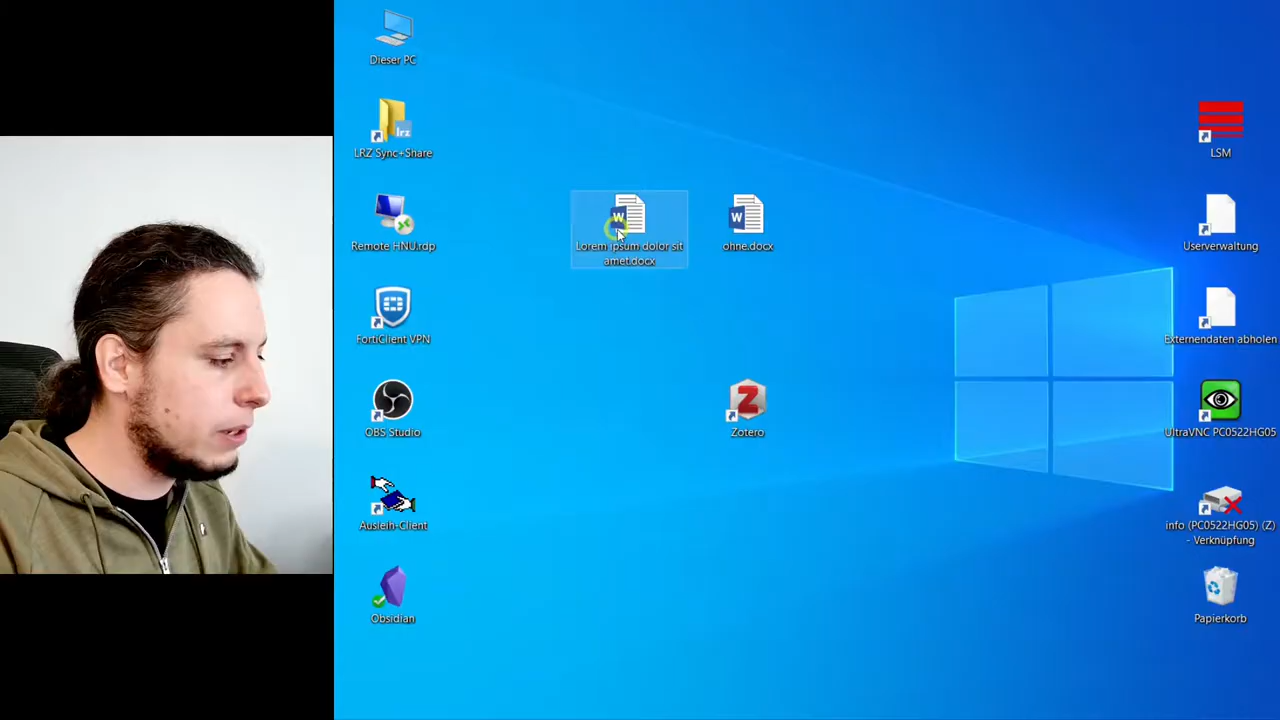 Dieser PC
LRZ Sync+Share
lrz
LSM
Remote HNU.rdp
W
Lorem ipsum dolor sit
amet.docx
W
ohne.docx
Userverwaltung
FortiClient VPN
Externendaten abholen
OBS Studio
Z
Zotero
UltraVNC PC0522HG05
Ausleih-Client
info (PC0522HG05) (Z)
- Verknüpfung
Obsidian
Papierkorb